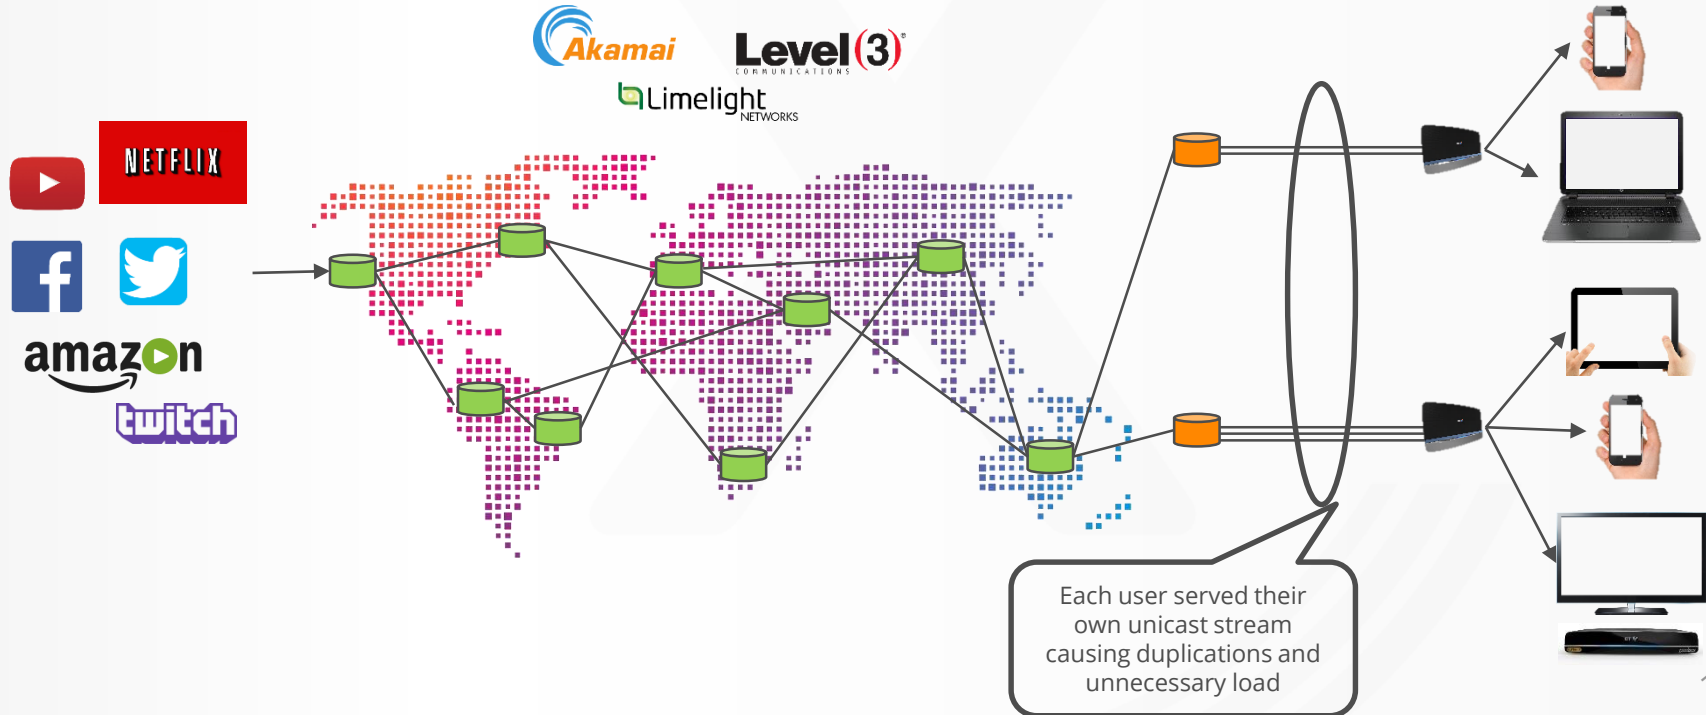 Akamai
Level(3)®
COMMUNICATIONS
Limelight
NETWORKS
NETFLIX
f
amazon
twitch
Each user served their
own unicast stream
causing duplications and
unnecessary load